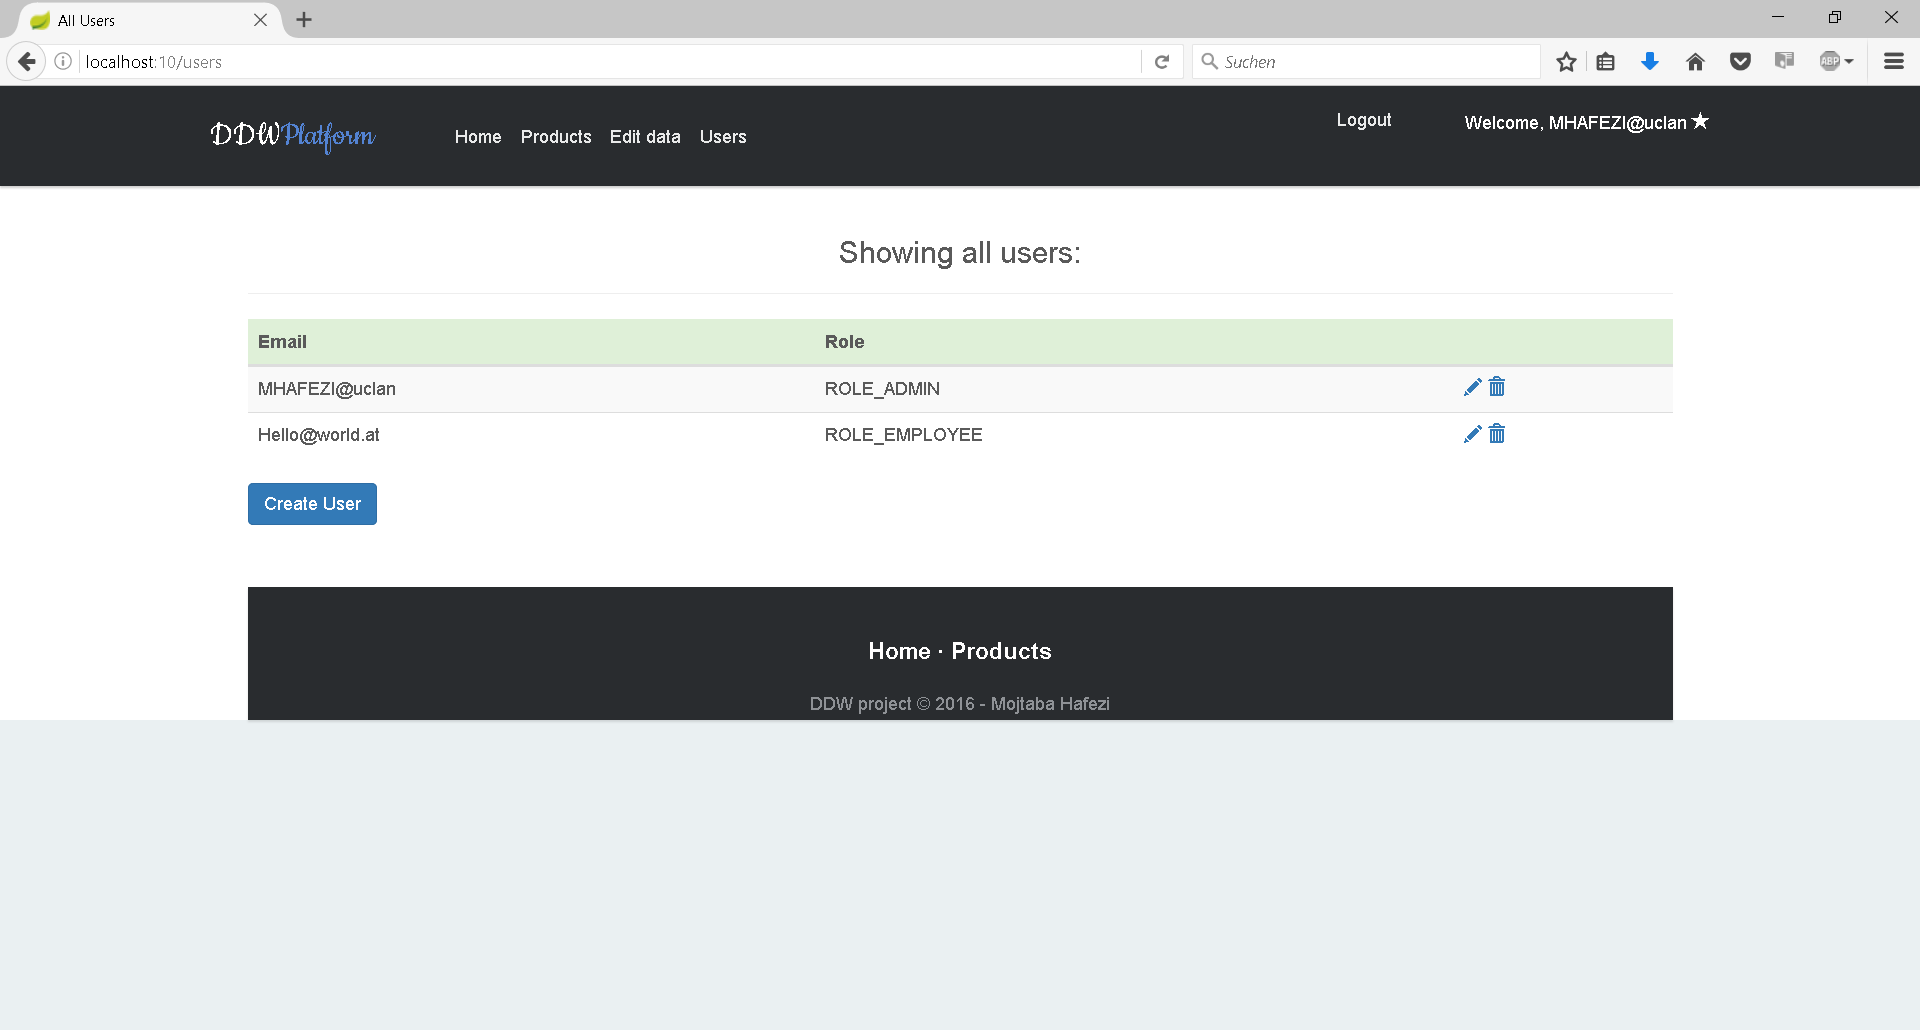 All Users
localhost:10/users
Suchen
ABP
DDWPlatform Home Products Edit data Users Logout Welcome, MHAFEZI@uclan
Showing all users:
Email Role
MHAFEZI@uclan ROLE_ADMIN
Hello@world.at ROLE_EMPLOYEE
Create User
Home · Products
DDW project © 2016 - Mojtaba Hafezi